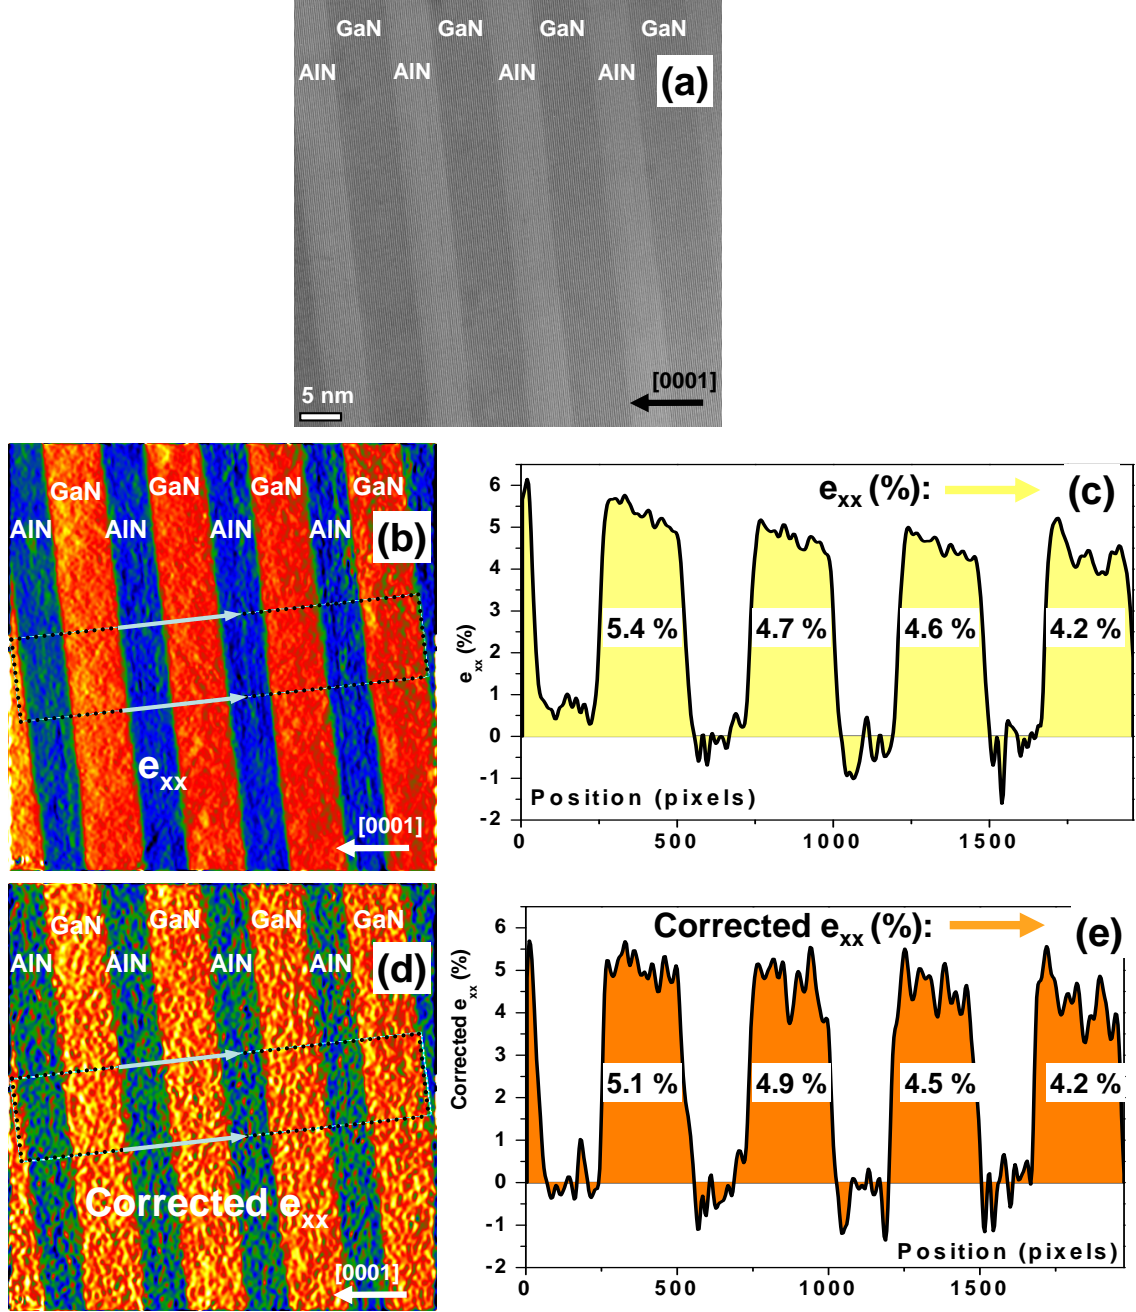 GaN GaN GaN GaN
AlN AlN AlN AlN
(a)
5 nm
[0001]
GaN GaN GaN GaN
AlN AlN AlN AlN
(b)
exx
[0001]
exx (%):
(c)
exx (%)
6
5
4
3
2
1
0
-1
-2
5.4 % 4.7 % 4.6 % 4.2 %
Position (pixels)
0 500 1000 1500
GaN GaN GaN GaN
AlN AlN AlN AlN
(d)
Corrected exx
[0001]
Corrected exx (%):
(e)
Corrected exx (%)
6
5
4
3
2
1
0
-1
-2
5.1 % 4.9 % 4.5 % 4.2 %
Position (pixels)
0 500 1000 1500